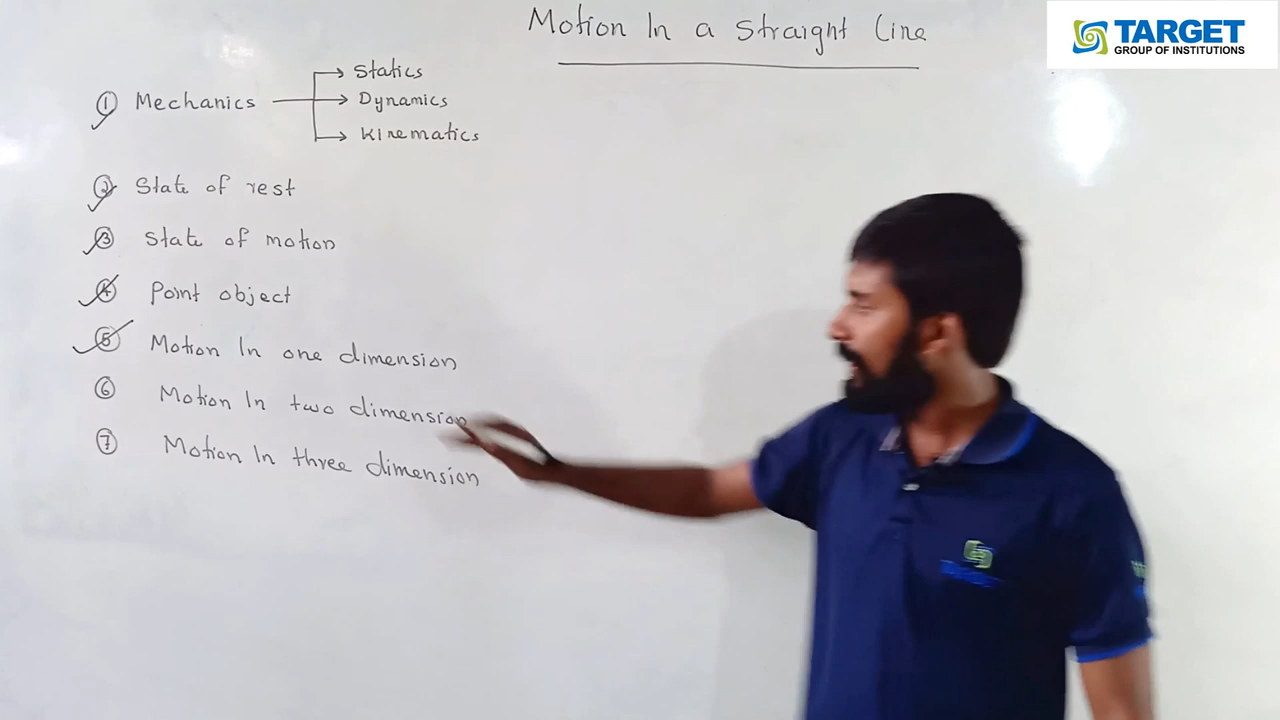 Motion In a Straight Line
TARGET
GROUP OF INSTITUTIONS
① Mechanics → Statics
→ Dynamics
→ Kinematics
② State of rest
③ State of motion
④ Point object
⑤ Motion In one dimension
⑥ Motion In two dimension
⑦ Motion In three dimension